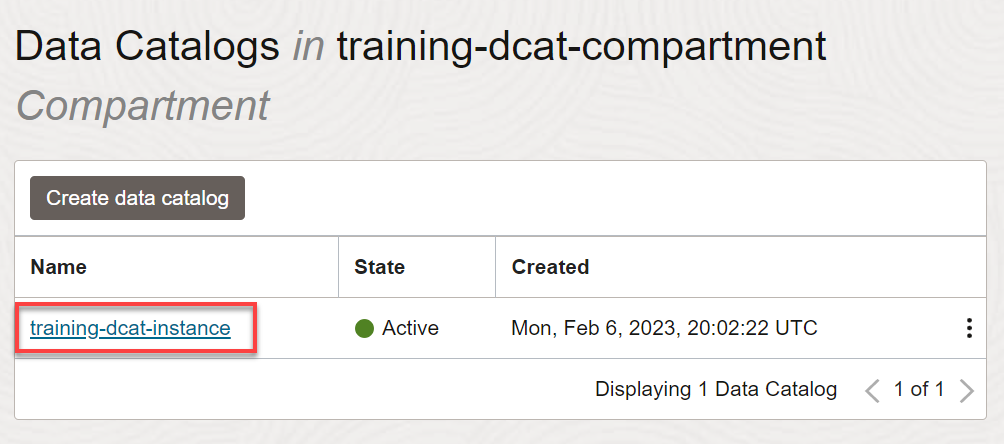 Data Catalogs in training-dcat-compartment
Compartment
Create data catalog
Name State Created
training-dcat-instance Active Mon, Feb 6, 2023, 20:02:22 UTC
Displaying 1 Data Catalog 1 of 1